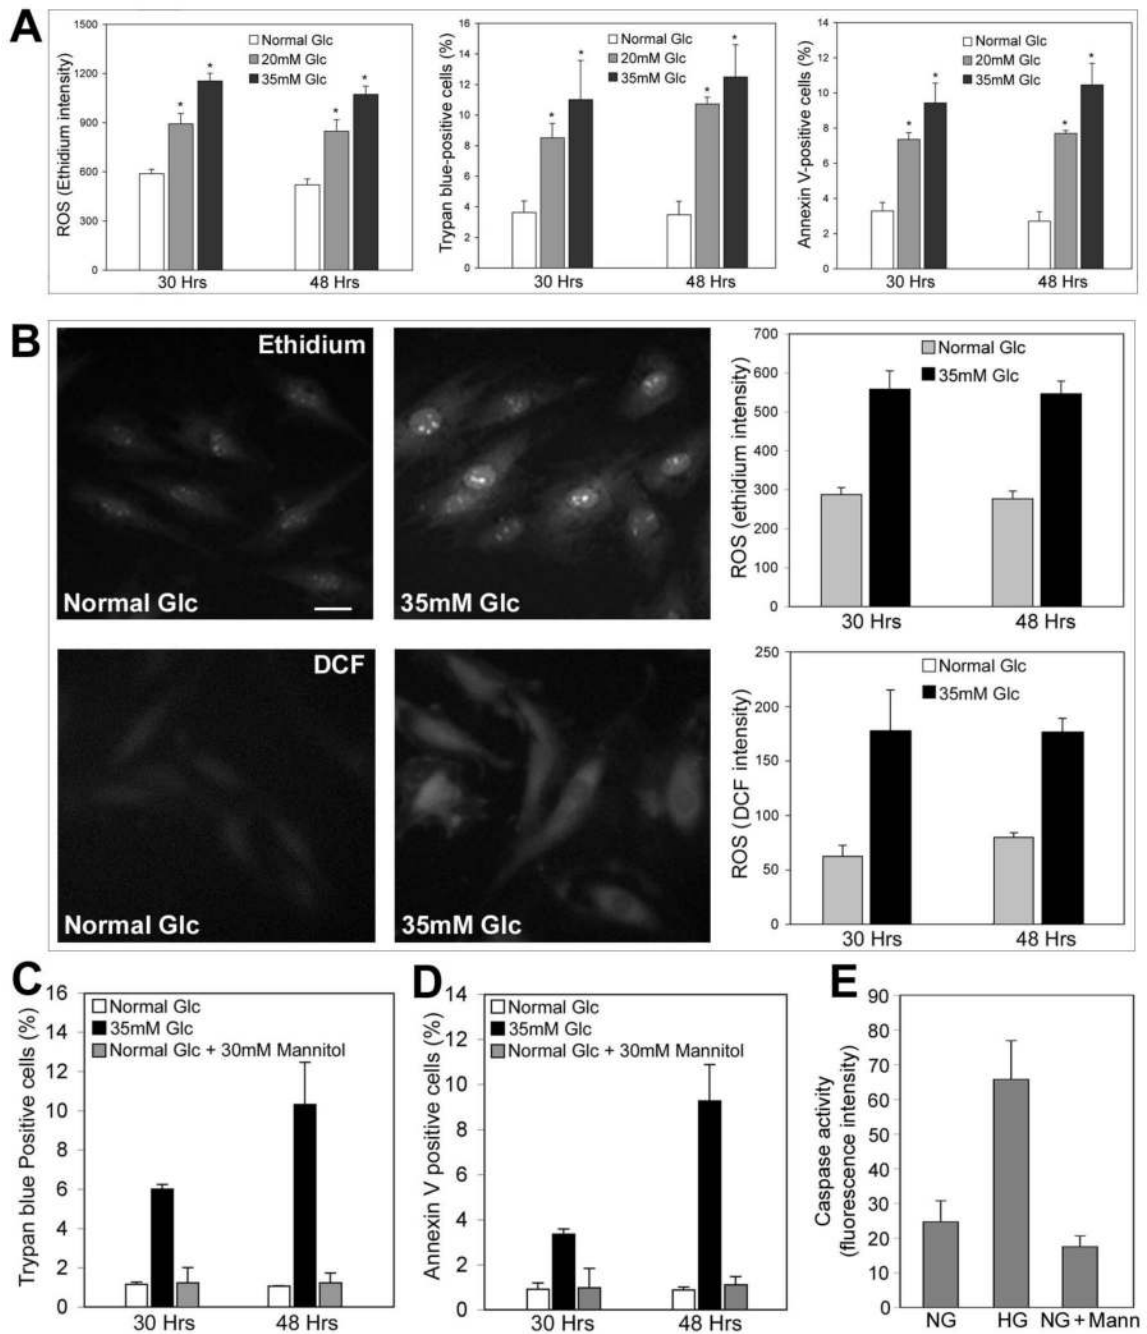 A
ROS (Ethidium intensity)
1500
1200
900
600
300
0
Normal Glc
20mM Glc
35mM Glc
*
*
*
*
30 Hrs
48 Hrs
Trypan blue-positive cells (%)
16
14
12
10
8
6
4
2
0
Normal Glc
20mM Glc
35mM Glc
*
*
*
*
30 Hrs
48 Hrs
Annexin V-positive cells (%)
14
12
10
8
6
4
2
0
Normal Glc
20mM Glc
35mM Glc
*
*
*
*
30 Hrs
48 Hrs
B
Ethidium
Normal Glc
35mM Glc
ROS (ethidium intensity)
700
600
500
300
200
100
0
Normal Glc
35mM Glc
30 Hrs
48 Hrs
DCF
Normal Glc
35mM Glc
ROS (DCF intensity)
250
200
150
100
50
0
Normal Glc
35mM Glc
30 Hrs
48 Hrs
C
Trypan blue Positive cells (%)
16
14
12
10
8
6
4
2
0
Normal Glc
35mM Glc
Normal Glc + 30mM Mannitol
30 Hrs
48 Hrs
D
Annexin V positive cells (%)
14
12
10
8
6
4
2
0
Normal Glc
35mM Glc
Normal Glc + 30mM Mannitol
30 Hrs
48 Hrs
E
Caspase activity
(fluorescence intensity)
90
80
70
60
50
40
30
20
10
0
NG
HG
NG + Mann